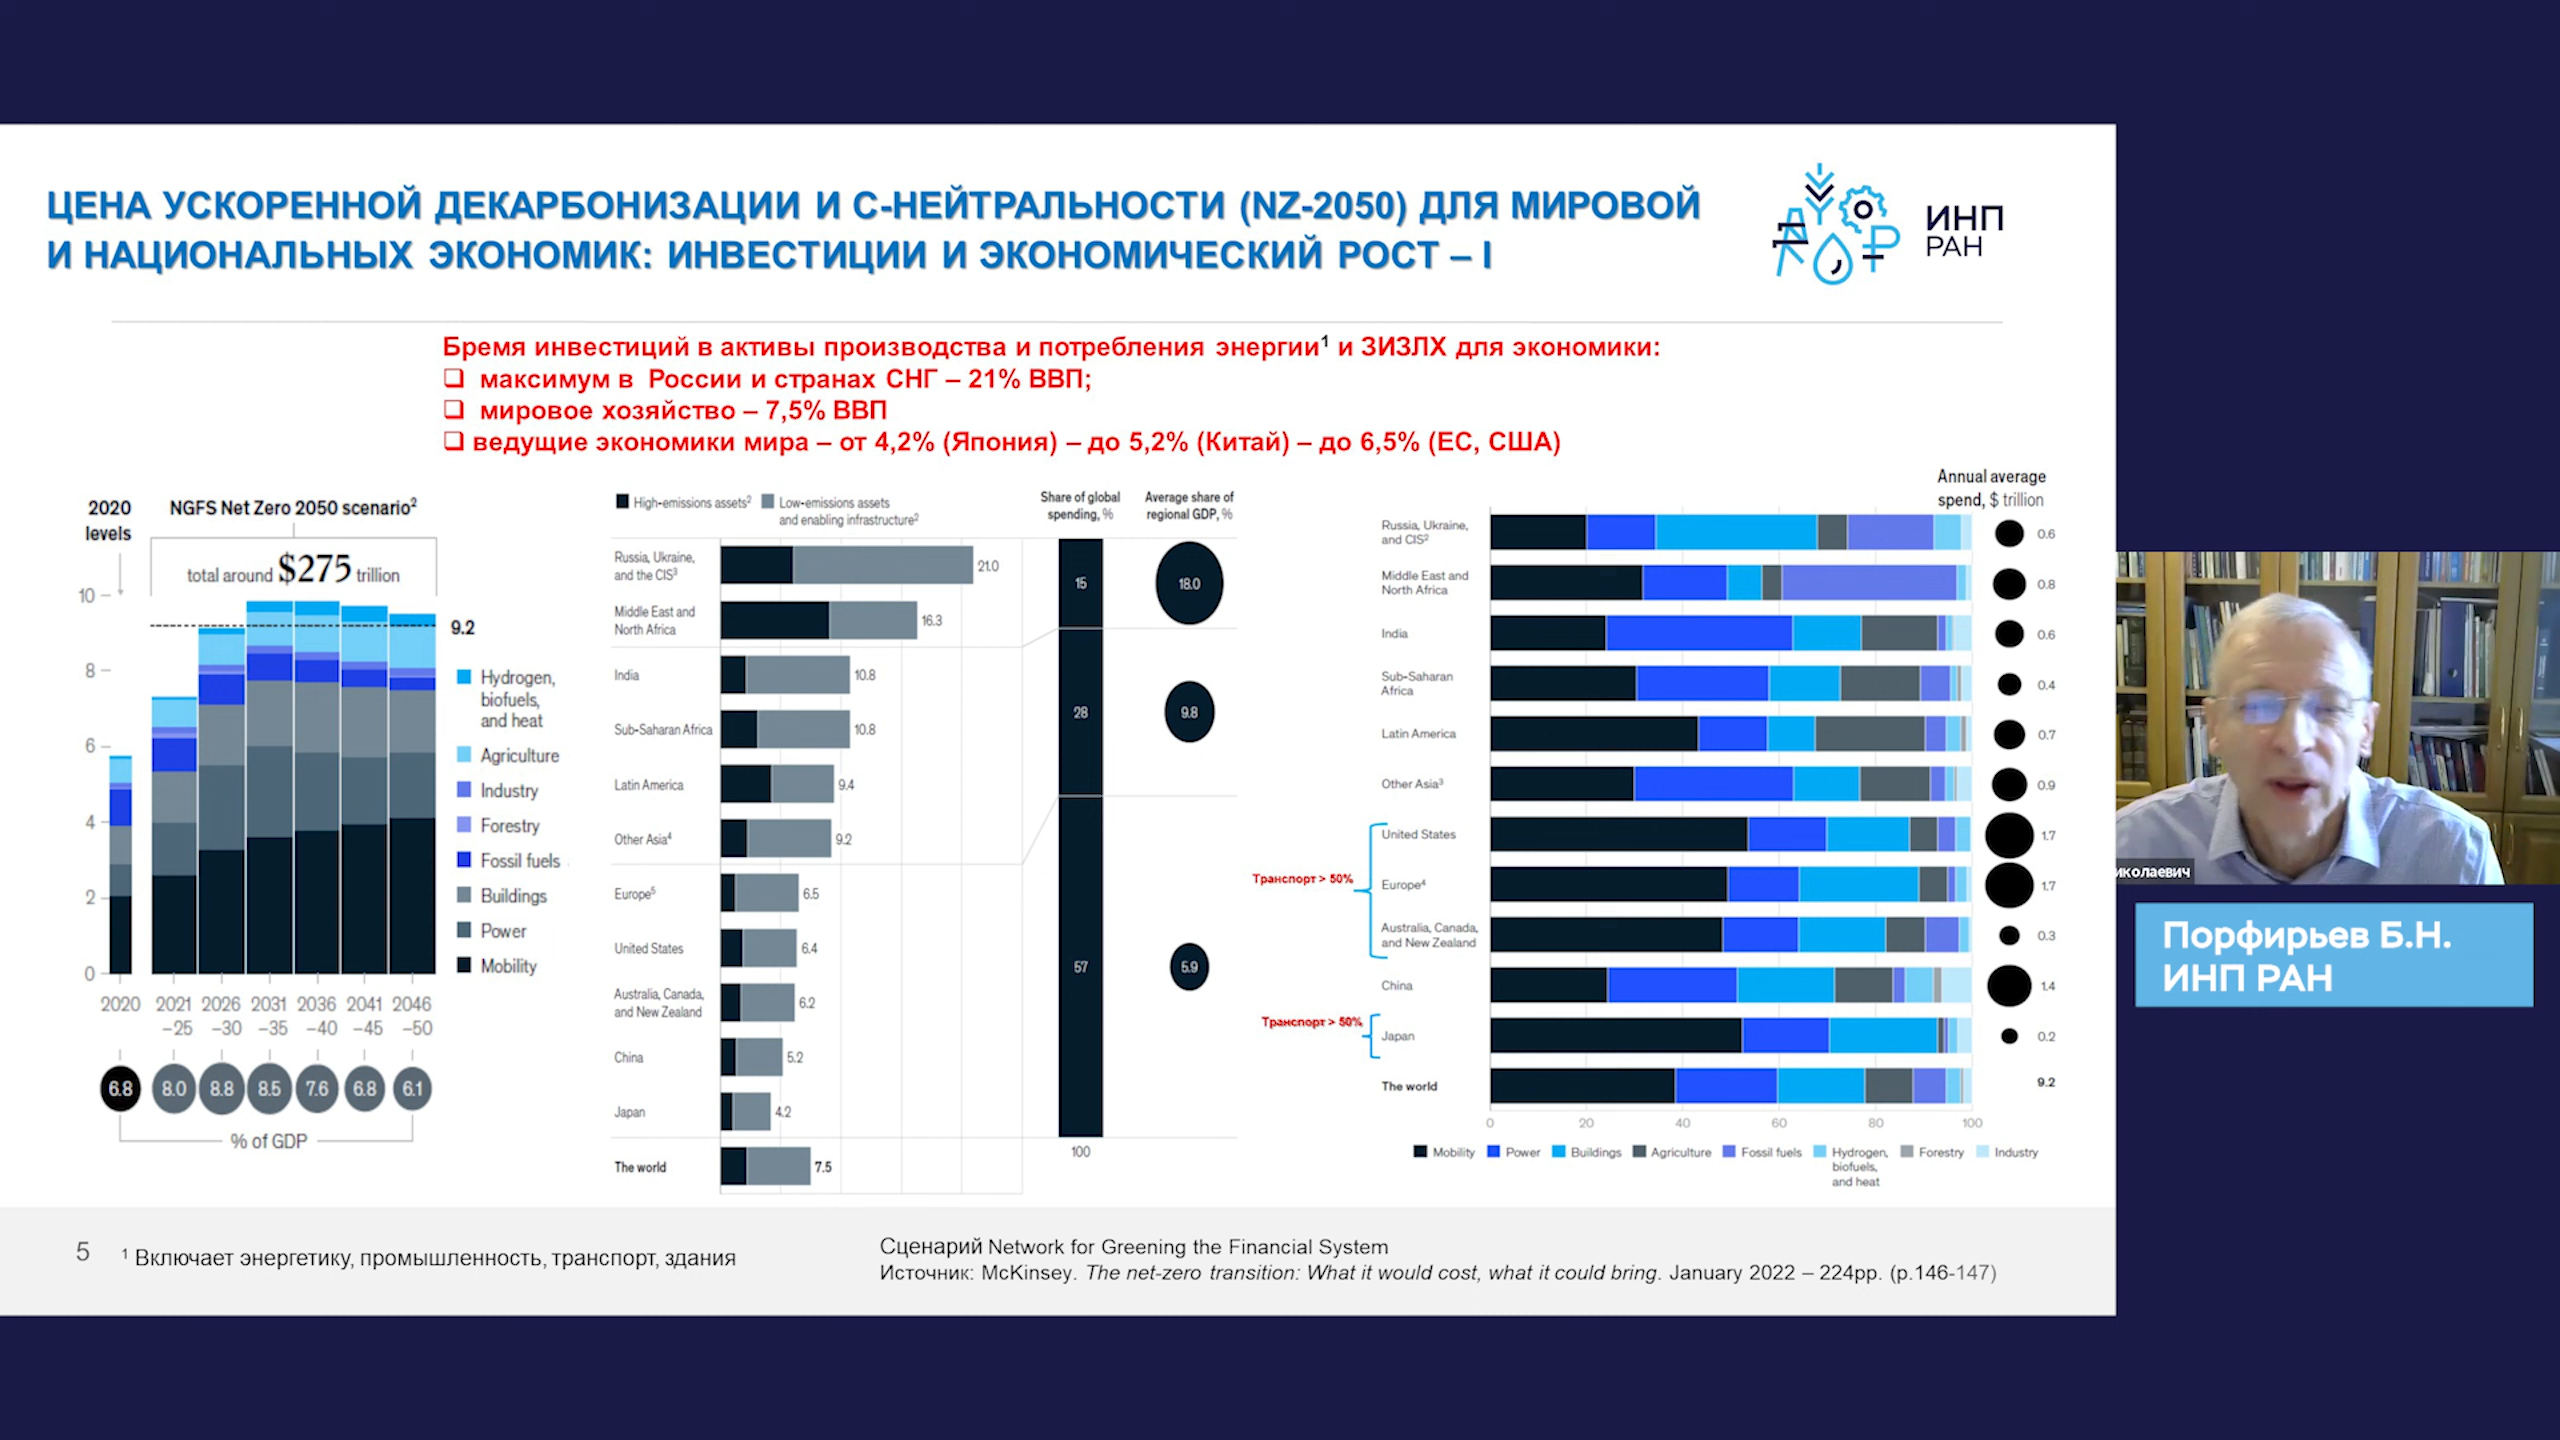 ЦЕНА УСКОРЕННОЙ ДЕКАРБОНИЗАЦИИ И С-НЕЙТРАЛЬНОСТИ (NZ-2050) ДЛЯ МИРОВОЙ
И НАЦИОНАЛЬНЫХ ЭКОНОМИК: ИНВЕСТИЦИИ И ЭКОНОМИЧЕСКИЙ РОСТ – I
ИНП
РАН
Бремя инвестиций в активы производства и потребления энергии¹ и ЗИЗЛХ для экономики:
максимум в России и странах СНГ – 21% ВВП;
мировое хозяйство – 7,5% ВВП
ведущие экономики мира – от 4,2% (Япония) – до 5,2% (Китай) – до 6,5% (ЕС, США)
2020
levels
NGFS Net Zero 2050 scenario²
total around $275 trillion
10
8
6
4
2
0
9.2
Hydrogen,
biofuels,
and heat
Agriculture
Industry
Forestry
Fossil fuels
Buildings
Power
Mobility
2020 2021 2026 2031 2036 2041 2046
–25 –30 –35 –40 –45 –50
6.8 8.0 8.8 8.5 7.6 6.8 6.1
% of GDP
High-emissions assets²
Low-emissions assets
and enabling infrastructure²
Share of global
spending, %
Average share of
regional GDP, %
Russia, Ukraine,
and the CIS³
21.0
Middle East and
North Africa
16.3
India
10.8
Sub-Saharan Africa
10.8
Latin America
9.4
Other Asia⁴
9.2
Europe⁵
6.5
United States
6.4
Australia, Canada,
and New Zealand
6.2
China
5.2
Japan
4.2
The world
7.5
15
28
57
100
18.0
9.8
5.9
Annual average
spend, $ trillion
Russia, Ukraine,
and CIS²
0.6
Middle East and
North Africa
0.8
India
0.6
Sub-Saharan
Africa
0.4
Latin America
0.7
Other Asia³
0.9
United States
1.7
Транспорт > 50%
Europe⁴
1.7
Australia, Canada,
and New Zealand
0.3
China
1.4
Транспорт > 50%
Japan
0.2
The world
9.2
0 20 40 60 80 100
Mobility Power Buildings Agriculture Fossil fuels Hydrogen, Forestry Industry
biofuels,
and heat
5
¹ Включает энергетику, промышленность, транспорт, здания
Сценарий Network for Greening the Financial System
Источник: McKinsey. The net-zero transition: What it would cost, what it could bring. January 2022 – 224pp. (p.146-147)
иколаевич
Порфирьев Б.Н.
ИНП РАН